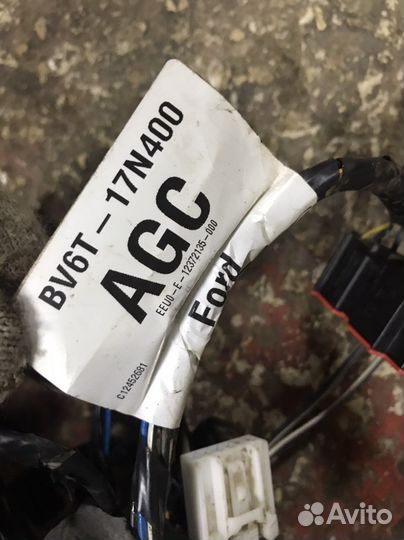 BV6T-17N400
AGC
EEU0-E-12372135-000
Ford
C12452681
Avito